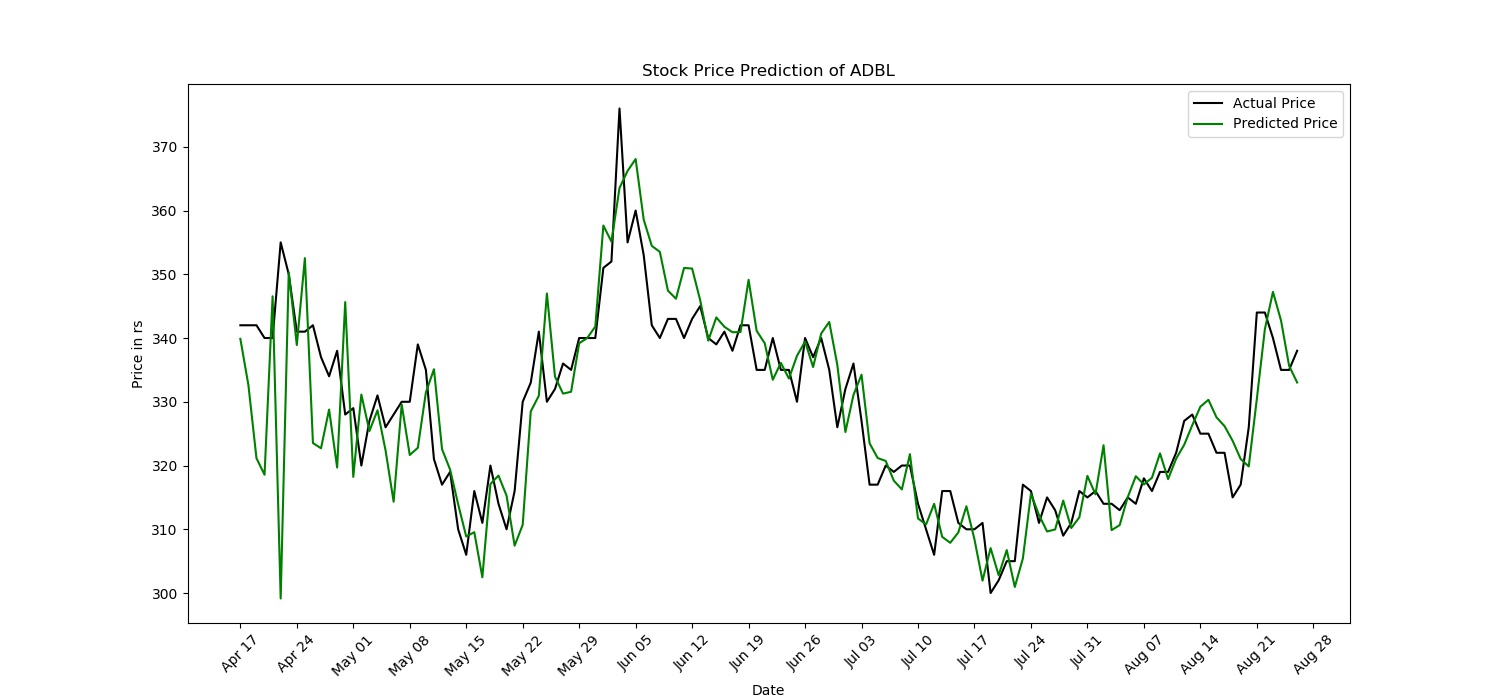 Stock Price Prediction of ADBL
Actual Price
Predicted Price
Price in rs
370
360
350
340
330
320
310
300
Apr 17
Apr 24
May 01
May 08
May 15
May 22
May 29
Jun 05
Jun 12
Jun 19
Jun 26
Jul 03
Jul 10
Jul 17
Jul 24
Jul 31
Aug 07
Aug 14
Aug 21
Aug 28
Date